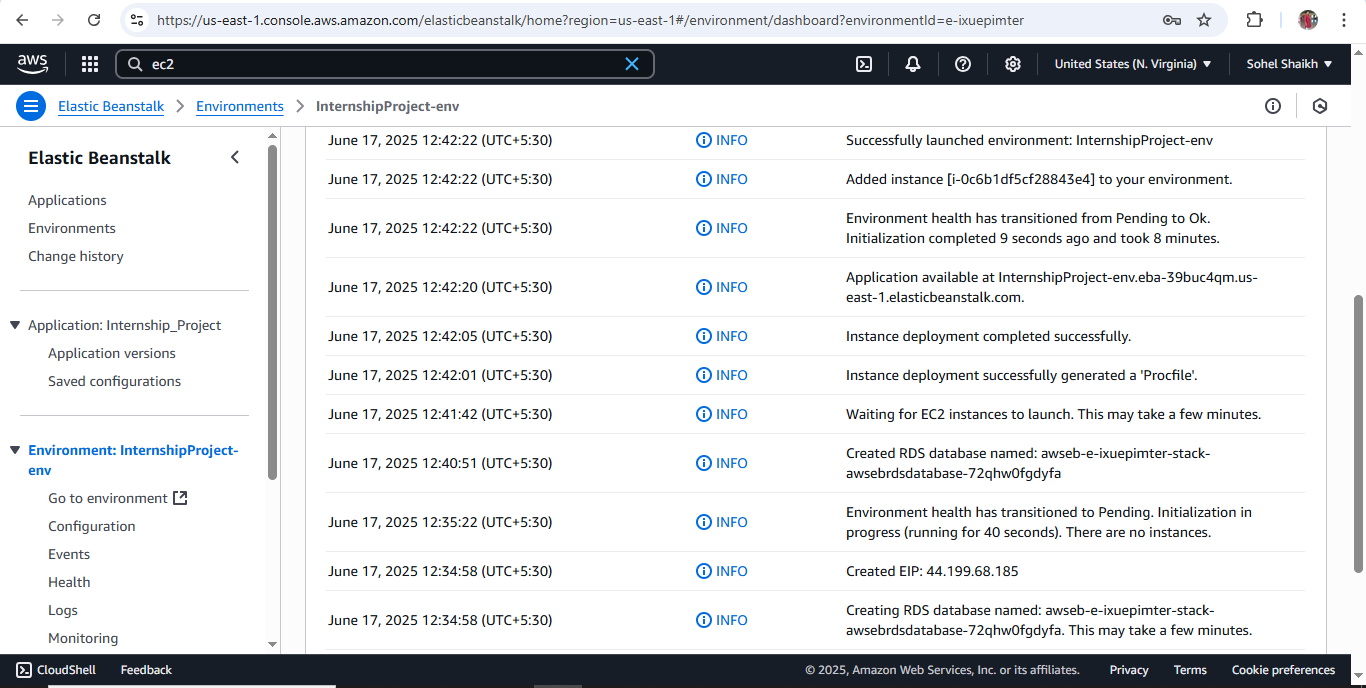 https://us-east-1.console.aws.amazon.com/elasticbeanstalk/home?region=us-east-1#/environment/dashboard?environmentId=e-ixuepimter
aws
ec2
United States (N. Virginia)
Sohel Shaikh
Elastic Beanstalk
Environments
InternshipProject-env
Elastic Beanstalk
Applications
Environments
Change history
Application: Internship_Project
Application versions
Saved configurations
Environment: InternshipProject-
env
Go to environment
Configuration
Events
Health
Logs
Monitoring
June 17, 2025 12:42:22 (UTC+5:30) INFO Successfully launched environment: InternshipProject-env
June 17, 2025 12:42:22 (UTC+5:30) INFO Added instance [i-0c6b1df5cf28843e4] to your environment.
June 17, 2025 12:42:22 (UTC+5:30) INFO Environment health has transitioned from Pending to Ok.
Initialization completed 9 seconds ago and took 8 minutes.
June 17, 2025 12:42:20 (UTC+5:30) INFO Application available at InternshipProject-env.eba-39buc4qm.us-
east-1.elasticbeanstalk.com.
June 17, 2025 12:42:05 (UTC+5:30) INFO Instance deployment completed successfully.
June 17, 2025 12:42:01 (UTC+5:30) INFO Instance deployment successfully generated a 'Procfile'.
June 17, 2025 12:41:42 (UTC+5:30) INFO Waiting for EC2 instances to launch. This may take a few minutes.
June 17, 2025 12:40:51 (UTC+5:30) INFO Created RDS database named: awseb-e-ixuepimter-stack-
awsebrdsdatabase-72qhw0fgdyfa
June 17, 2025 12:35:22 (UTC+5:30) INFO Environment health has transitioned to Pending. Initialization in
progress (running for 40 seconds). There are no instances.
June 17, 2025 12:34:58 (UTC+5:30) INFO Created EIP: 44.199.68.185
June 17, 2025 12:34:58 (UTC+5:30) INFO Creating RDS database named: awseb-e-ixuepimter-stack-
awsebrdsdatabase-72qhw0fgdyfa. This may take a few minutes.
CloudShell
Feedback
© 2025, Amazon Web Services, Inc. or its affiliates.
Privacy
Terms
Cookie preferences